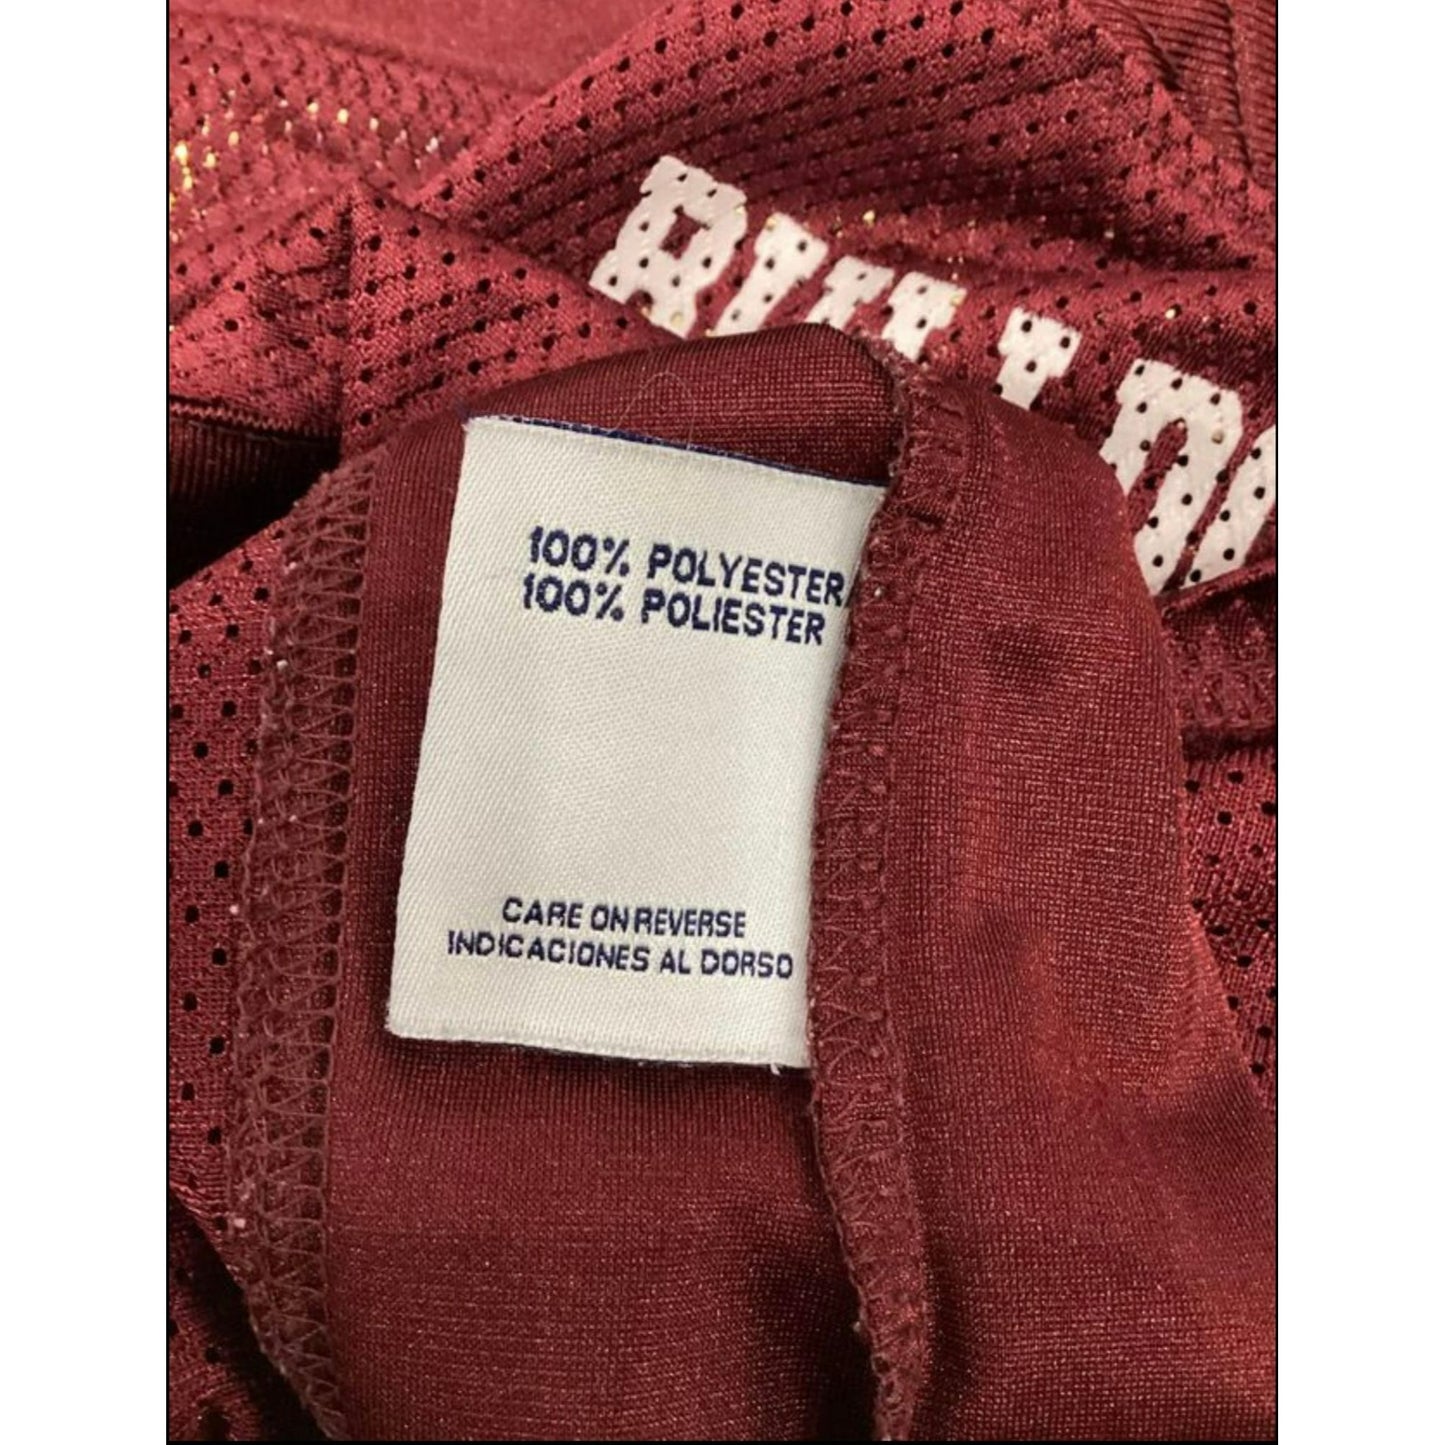 100% POLYESTER/
100% POLIESTER
CARE ON REVERSE
INDICACIONES AL DORSO